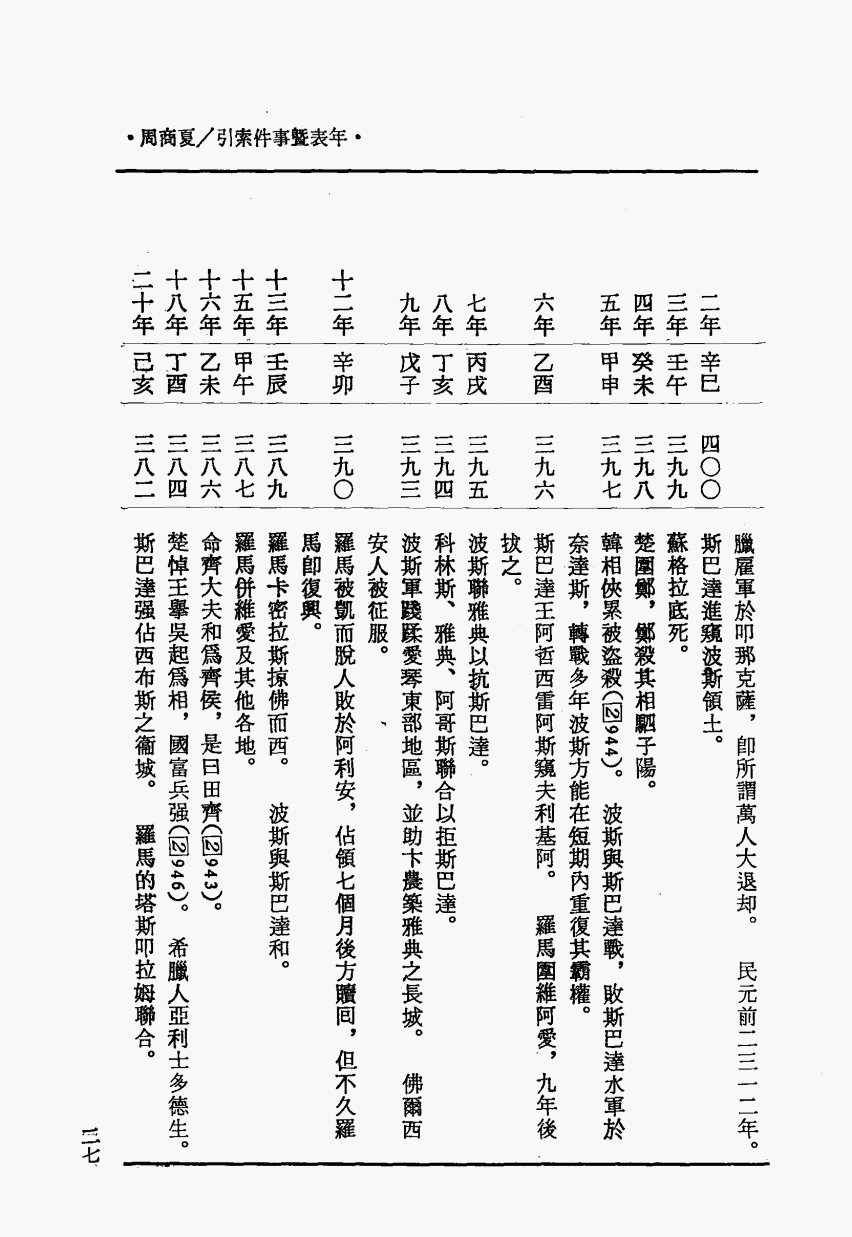 •年表暨事件索引／夏商周•
臘雇軍於叩那克薩，卽所謂萬人大退却。　民元前二三一二年。
二年　辛巳　四〇〇　斯巴達進窺波斯領土。
三年　壬午　三九九　蘇格拉底死。
四年　癸未　三九八　楚圍鄭，鄭殺其相駟子陽。
五年　甲申　三九七　韓相俠累被盜殺(2944)。　波斯與斯巴達戰，敗斯巴達水軍於
奈達斯，轉戰多年波斯方能在短期內重復其霸權。
六年　乙酉　三九六　斯巴達王阿哲西雷阿斯窺夫利基阿。　羅馬圍維阿愛，九年後
拔之。
七年　丙戌　三九五　波斯聯雅典以抗斯巴達。
八年　丁亥　三九四　科林斯、雅典、阿哥斯聯合以拒斯巴達。
九年　戊子　三九三　波斯軍踐蹂愛琴東部地區，並助卞農築雅典之長城。　佛爾西
安人被征服。
十二年　辛卯　三九〇　羅馬被凱而脫人敗於阿利安，佔領七個月後方贖囘，但不久羅
馬卽復興。
十三年　壬辰　三八九　羅馬卡密拉斯掠佛而西。　波斯與斯巴達和。
十五年　甲午　三八七　羅馬併維愛及其他各地。
十六年　乙未　三八六　命齊大夫和爲齊侯，是曰田齊(2943)。
十八年　丁酉　三八四　楚悼王舉吳起爲相，國富兵强(2946)。　希臘人亞利士多德生。
二十年　己亥　三八二　斯巴達强佔西布斯之衞城。　羅馬的塔斯叩拉姆聯合。
三七